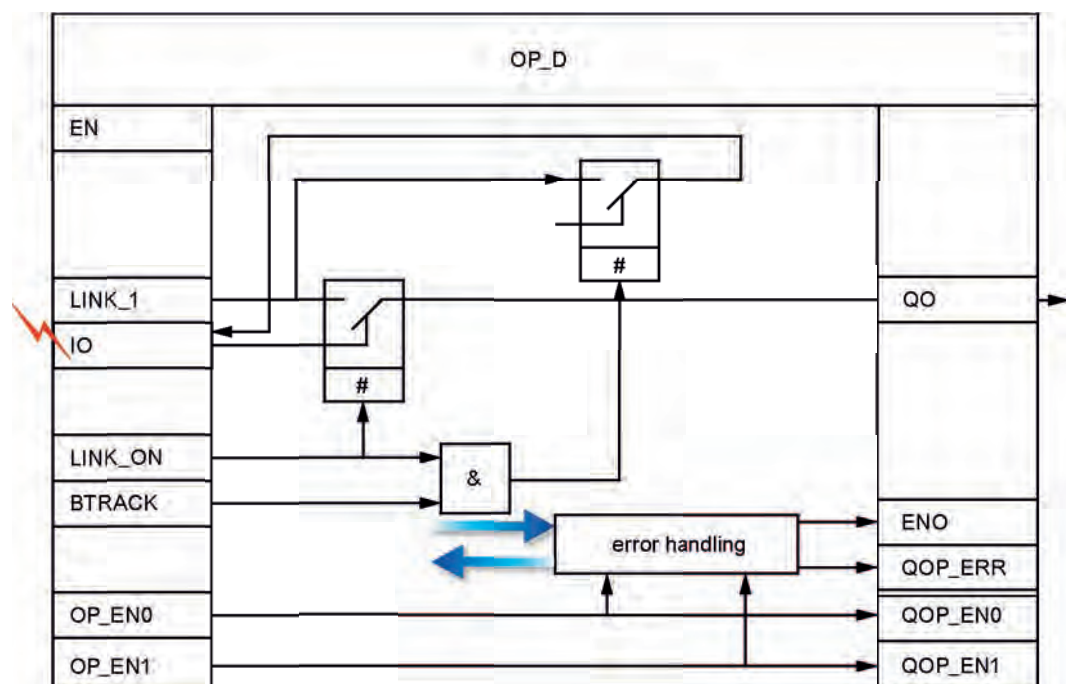 OP_D
EN
#
LINK_1
QO
IO
#
LINK_ON
&
BTRACK
ENO
error handling
QOP_ERR
OP_EN0
QOP_EN0
OP_EN1
QOP_EN1